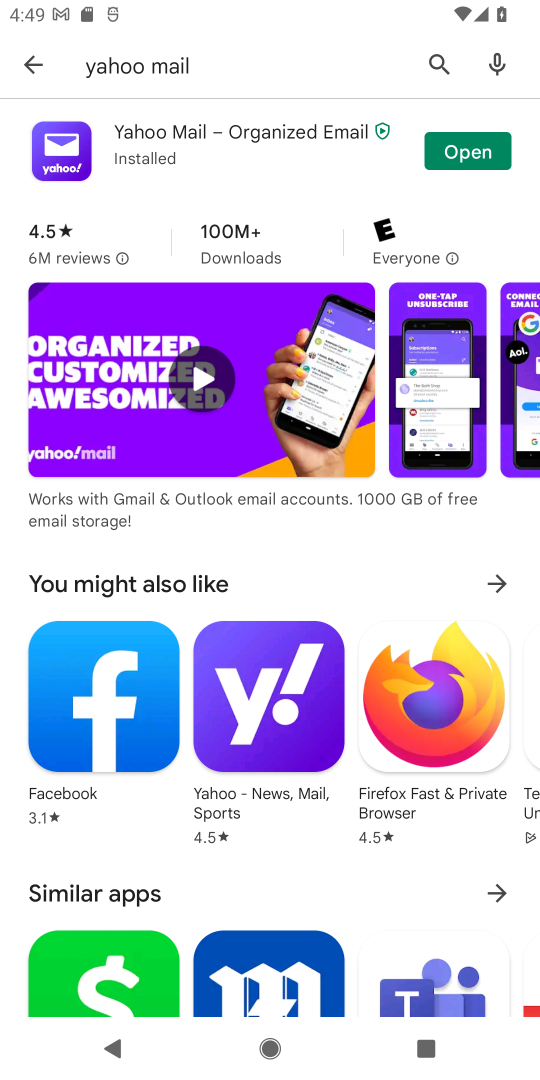 4:49
yahoo mail
Yahoo Mail – Organized Email
Installed
Open
yahoo!
4.5★
6M reviews
100M+
Downloads
E
Everyone
ORGANIZED
CUSTOMIZED
AWESOMIZED
yahoo!mail
ONE-TAP
UNSUBSCRIBE
CONNEC
EMAIL
Aol.
Works with Gmail & Outlook email accounts. 1000 GB of free
email storage!
You might also like
Facebook
3.1★
Yahoo - News, Mail,
Sports
4.5★
Firefox Fast & Private
Browser
4.5★
Te
Un
Similar apps